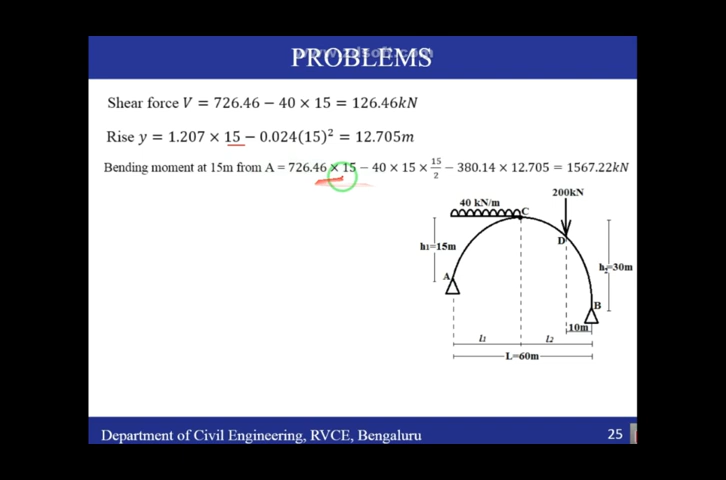 PROBLEMS
Shear force V = 726.46 − 40 × 15 = 126.46kN
Rise y = 1.207 × 15 − 0.024(15)² = 12.705m
Bending moment at 15m from A = 726.46 × 15 − 40 × 15 × 15/2 − 380.14 × 12.705 = 1567.22kN
200kN
40 kN/m
C
D
h1=15m
h2=30m
A
B
10m
l1 l2
L=60m
Department of Civil Engineering, RVCE, Bengaluru 25